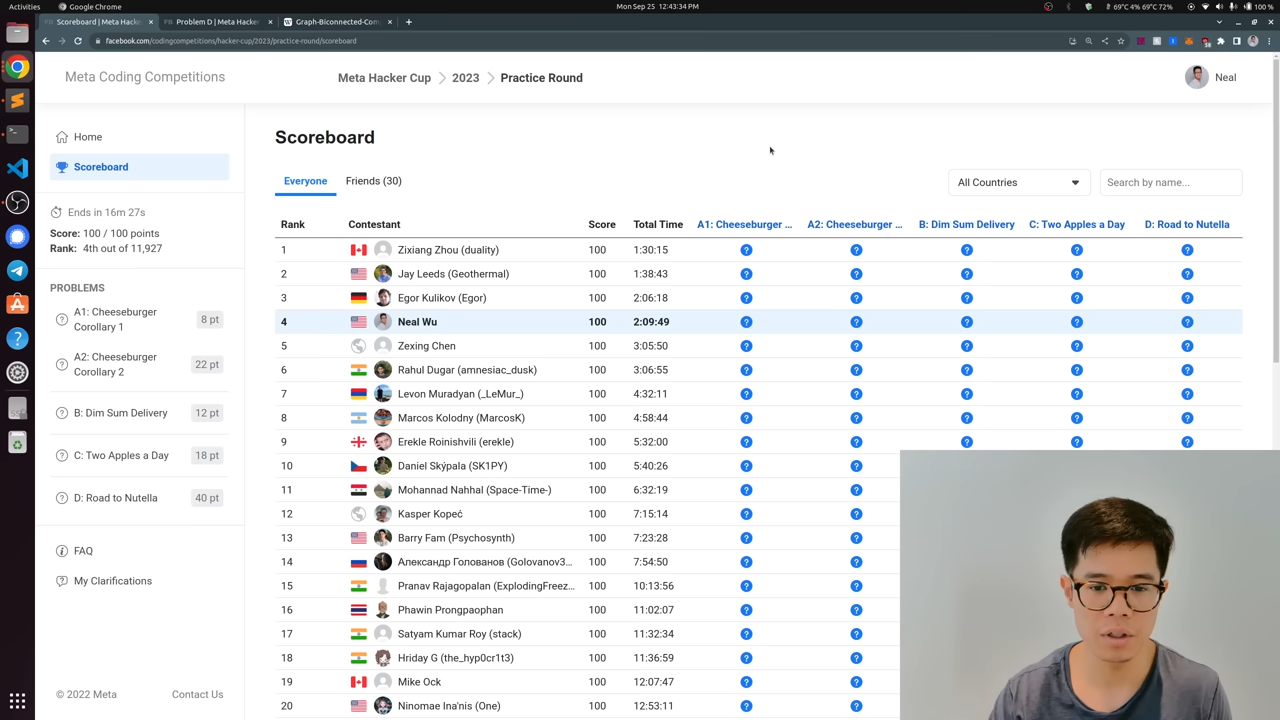 Activities Google Chrome Mon Sep 25 12:43:34 PM 69°C 4%69°C 72% 100 %
Scoreboard | Meta Hacker × Problem D | Meta Hacker × Graph-Biconnected-Com × +
facebook.com/codingcompetitions/hacker-cup/2023/practice-round/scoreboard
Meta Coding Competitions Meta Hacker Cup 2023 Practice Round Neal
Home
Scoreboard
Ends in 16m 27s
Score: 100 / 100 points
Rank: 4th out of 11,927
PROBLEMS
A1: Cheeseburger
Corollary 1 8 pt
A2: Cheeseburger
Corollary 2 22 pt
B: Dim Sum Delivery 12 pt
C: Two Apples a Day 18 pt
D: Road to Nutella 40 pt
FAQ
My Clarifications
© 2022 Meta Contact Us
Scoreboard
Everyone Friends (30) All Countries Search by name...
Rank Contestant Score Total Time A1: Cheeseburger ... A2: Cheeseburger ... B: Dim Sum Delivery C: Two Apples a Day D: Road to Nutella
1 Zixiang Zhou (duality) 100 1:30:15
2 Jay Leeds (Geothermal) 100 1:38:43
3 Egor Kulikov (Egor) 100 2:06:18
4 Neal Wu 100 2:09:49
5 Zexing Chen 100 3:05:50
6 Rahul Dugar (amnesiac_dusk) 100 3:06:55
7 Levon Muradyan (_LeMur_) 100 4:32:11
8 Marcos Kolodny (MarcosK) 100 4:58:44
9 Erekle Roinishvili (erekle) 100 5:32:00
10 Daniel Skýpala (SK1PY) 100 5:40:26
11 Mohannad Nahhal (Space-Time-) 100 6:32:19
12 Kasper Kopeć 100 7:15:14
13 Barry Fam (Psychosynth) 100 7:23:28
14 Александр Голованов (Golovanov3... 100 7:54:50
15 Pranav Rajagopalan (ExplodingFreez... 100 10:13:56
16 Phawin Prongpaophan 100 11:02:07
17 Satyam Kumar Roy (stack) 100 11:32:34
18 Hriday G (the_hyp0cr1t3) 100 11:36:59
19 Mike Ock 100 12:07:47
20 Ninomae Ina'nis (One) 100 12:53:11